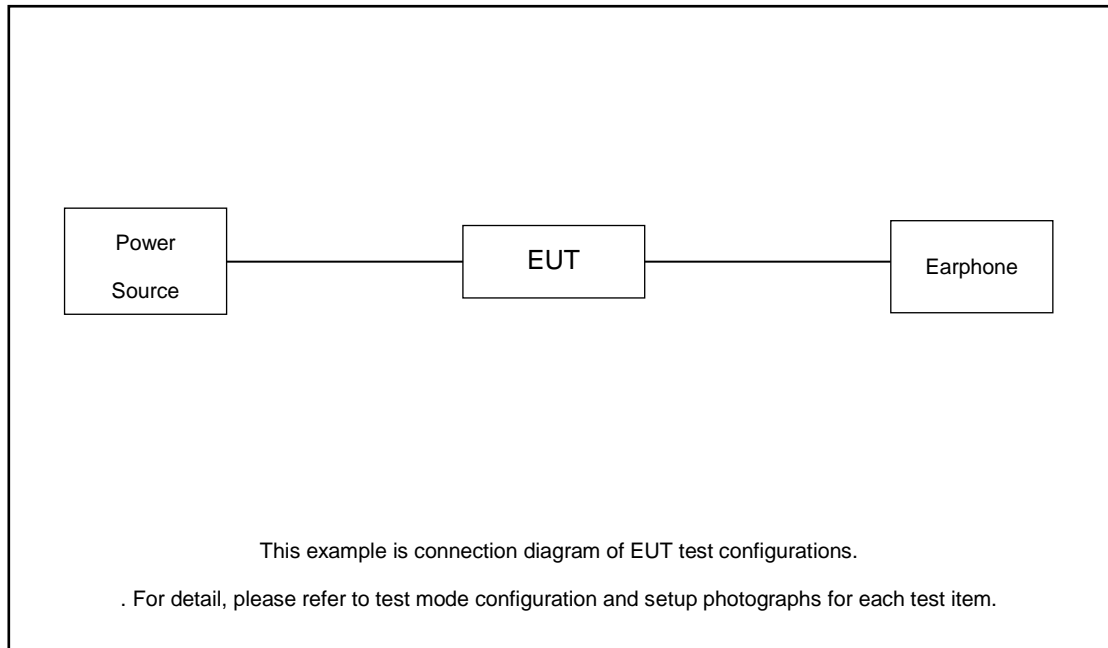 Power
Source
EUT
Earphone
This example is connection diagram of EUT test configurations.
. For detail, please refer to test mode configuration and setup photographs for each test item.